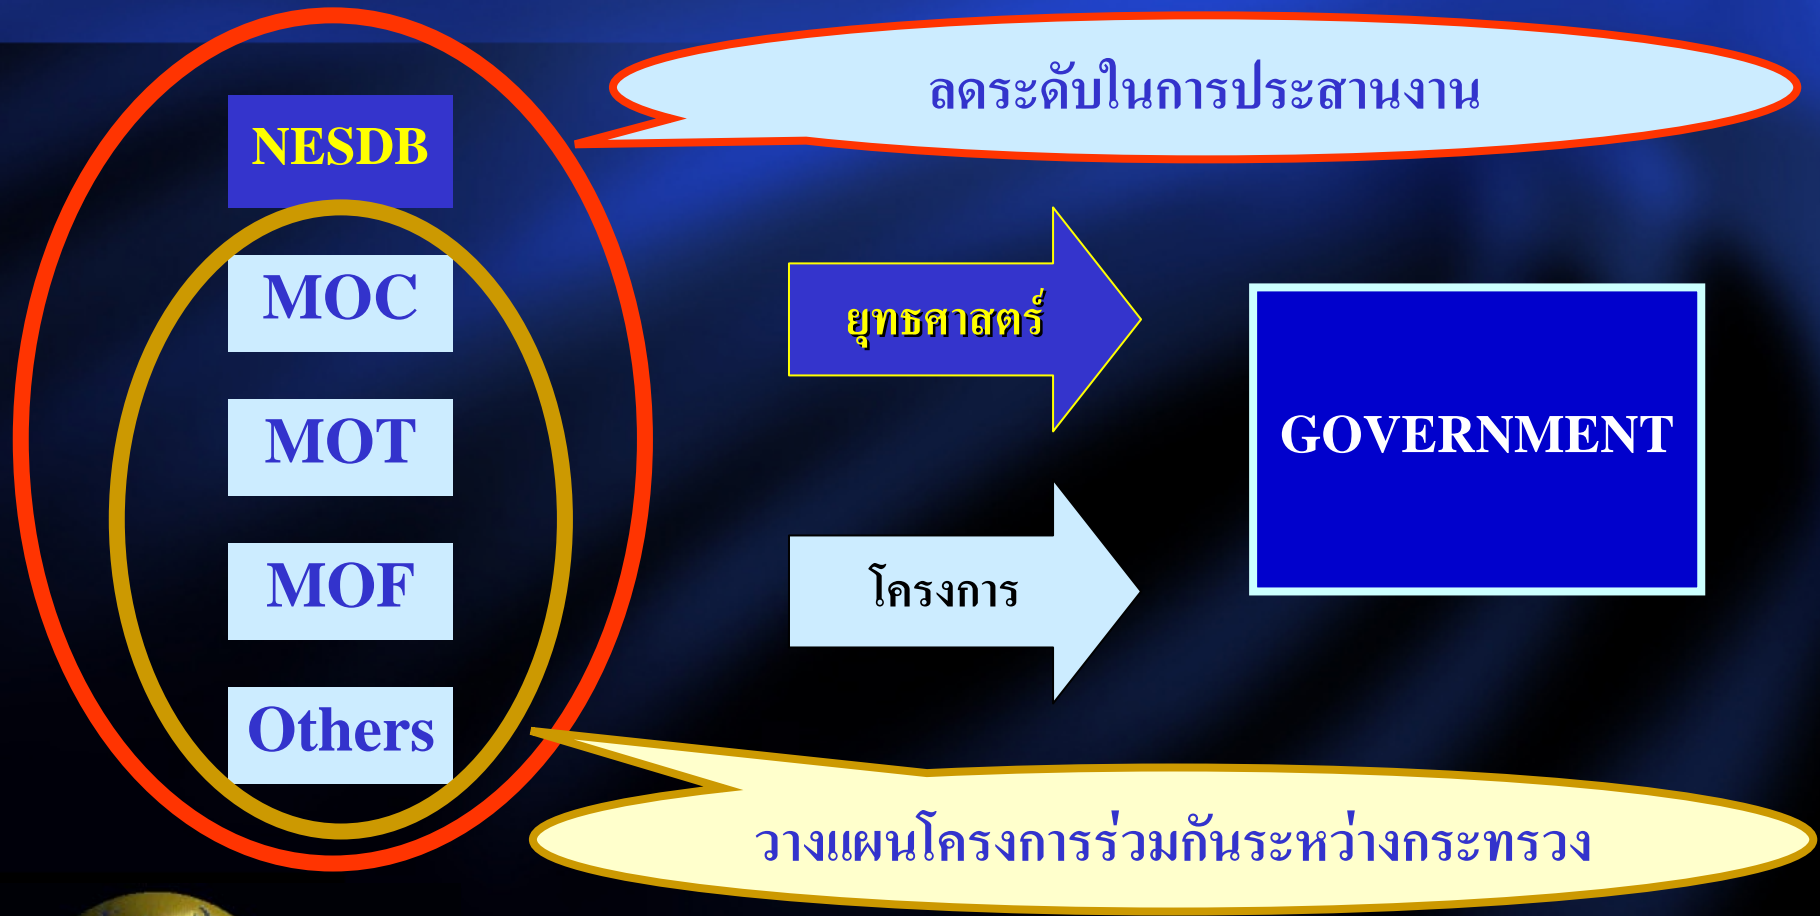 ลดระดับในการประสานงาน
NESDB
MOC
ยุทธศาสตร์
MOT
GOVERNMENT
MOF
โครงการ
Others
วางแผนโครงการร่วมกันระหว่างกระทรวง